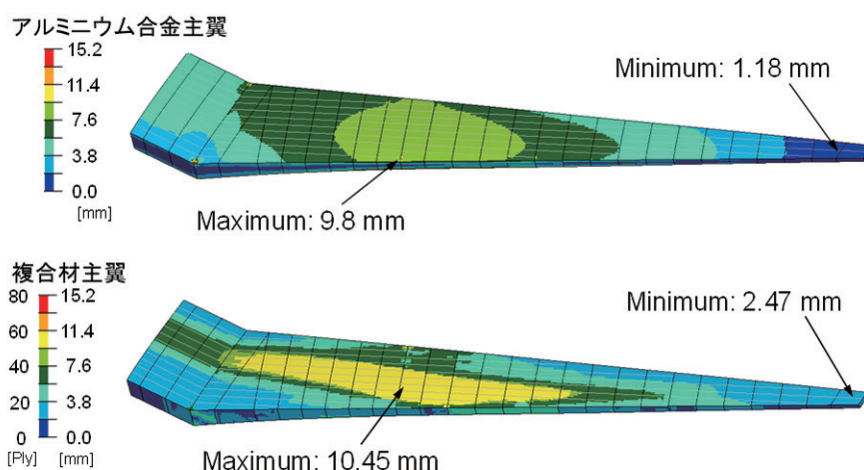 アルミニウム合金主翼
15.2
11.4
7.6
3.8
0.0
[mm]
Minimum: 1.18 mm
Maximum: 9.8 mm
複合材主翼
80 15.2
60 11.4
40 7.6
20 3.8
0 0.0
[Ply] [mm]
Minimum: 2.47 mm
Maximum: 10.45 mm